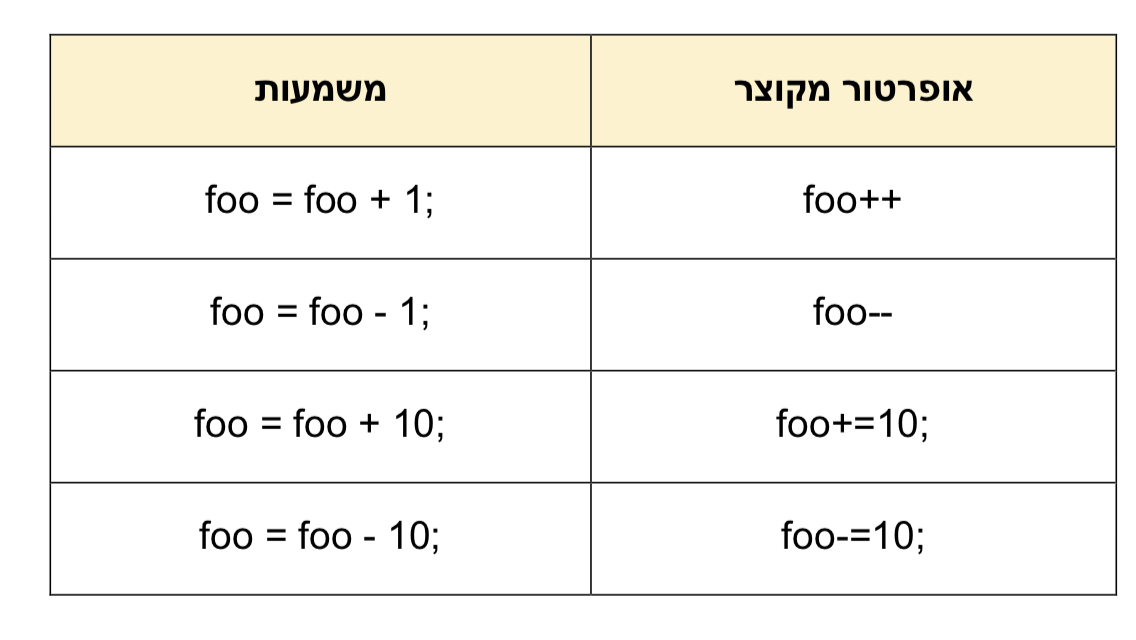 אופרטור מקוצר
משמעות
foo++
foo = foo + 1;
foo--
foo = foo - 1;
foo+=10;
foo = foo + 10;
foo-=10;
foo = foo - 10;